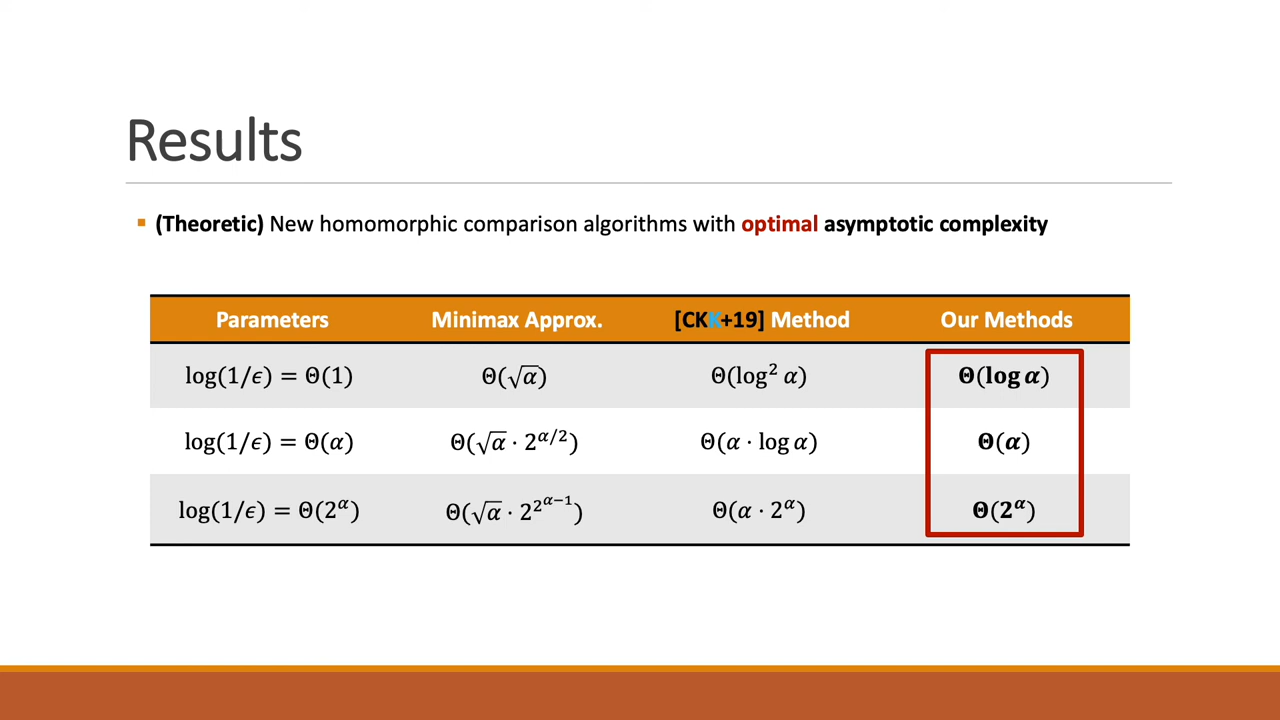 Results
(Theoretic) New homomorphic comparison algorithms with optimal asymptotic complexity
Parameters Minimax Approx. [CKK+19] Method Our Methods
log(1/ϵ) = Θ(1) Θ(√α) Θ(log² α) Θ(log α)
log(1/ϵ) = Θ(α) Θ(√α · 2^{α/2}) Θ(α · log α) Θ(α)
log(1/ϵ) = Θ(2^α) Θ(√α · 2^{2^{α−1}}) Θ(α · 2^α) Θ(2^α)